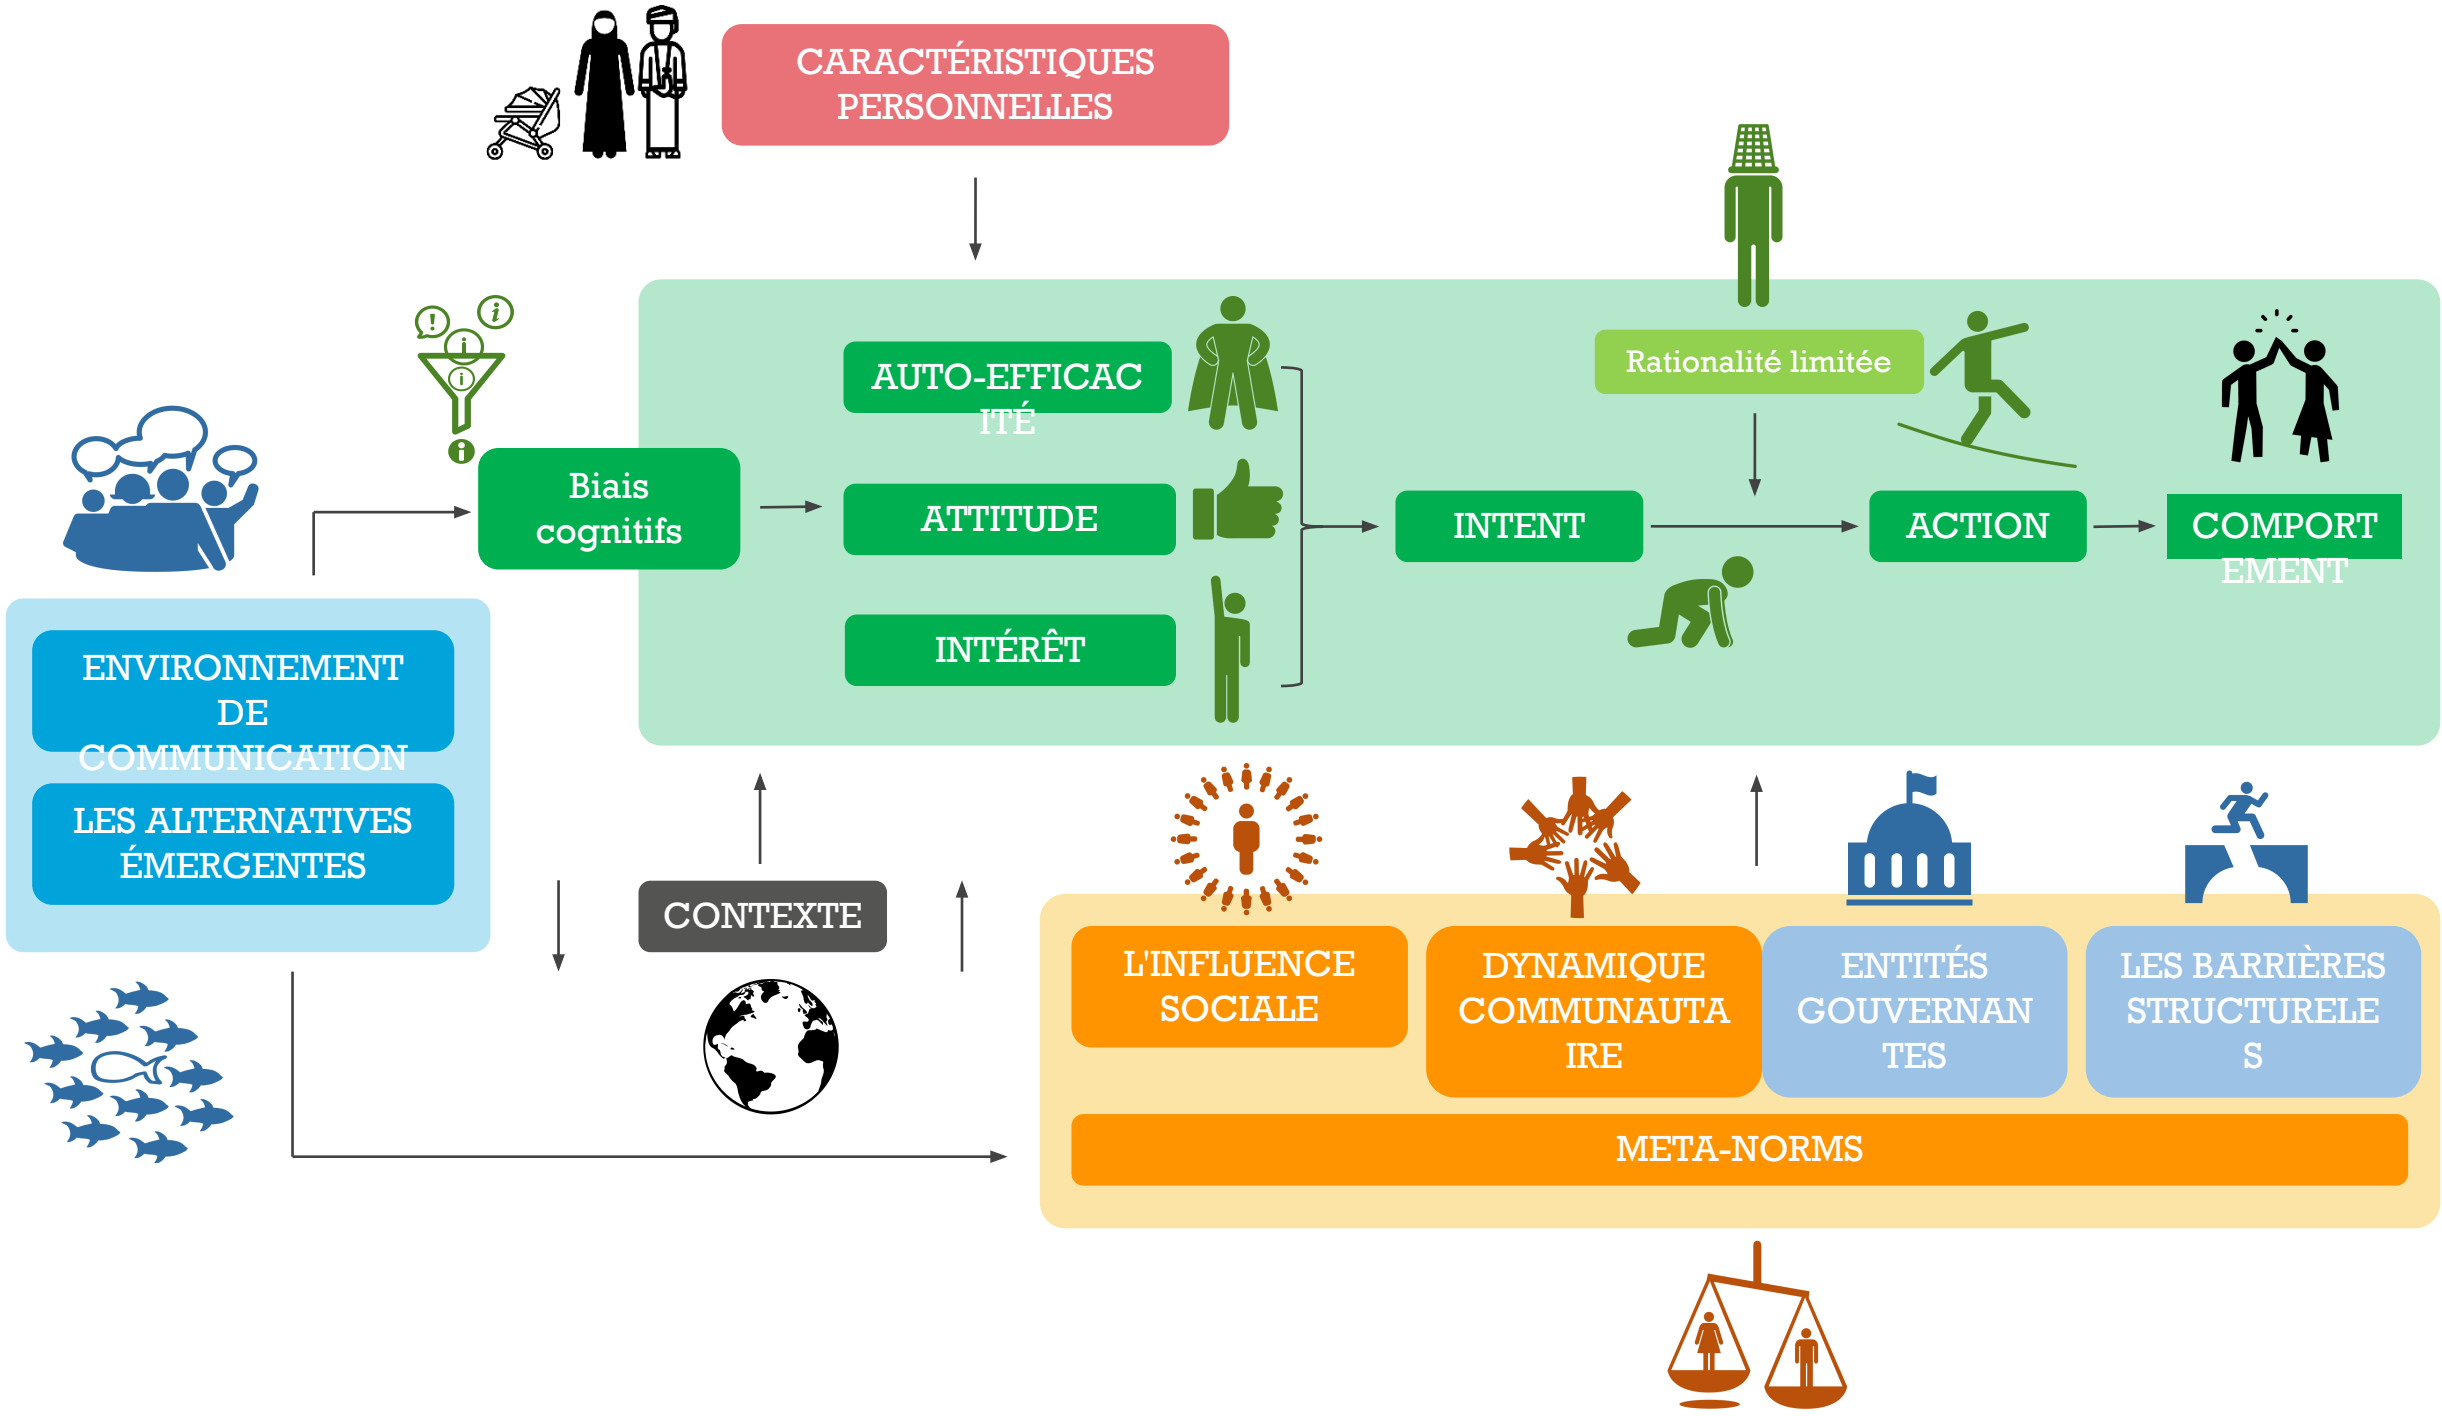 CARACTÉRISTIQUES
PERSONNELLES
Rationalité limitée
AUTO-EFFICAC
ITÉ
Biais
cognitifs
ATTITUDE
INTENT
ACTION
COMPORT
EMENT
INTÉRÊT
ENVIRONNEMENT
DE
COMMUNICATION
LES ALTERNATIVES
ÉMERGENTES
CONTEXTE
L'INFLUENCE
SOCIALE
DYNAMIQUE
COMMUNAUTA
IRE
ENTITÉS
GOUVERNAN
TES
LES BARRIÈRES
STRUCTURELE
S
META-NORMS